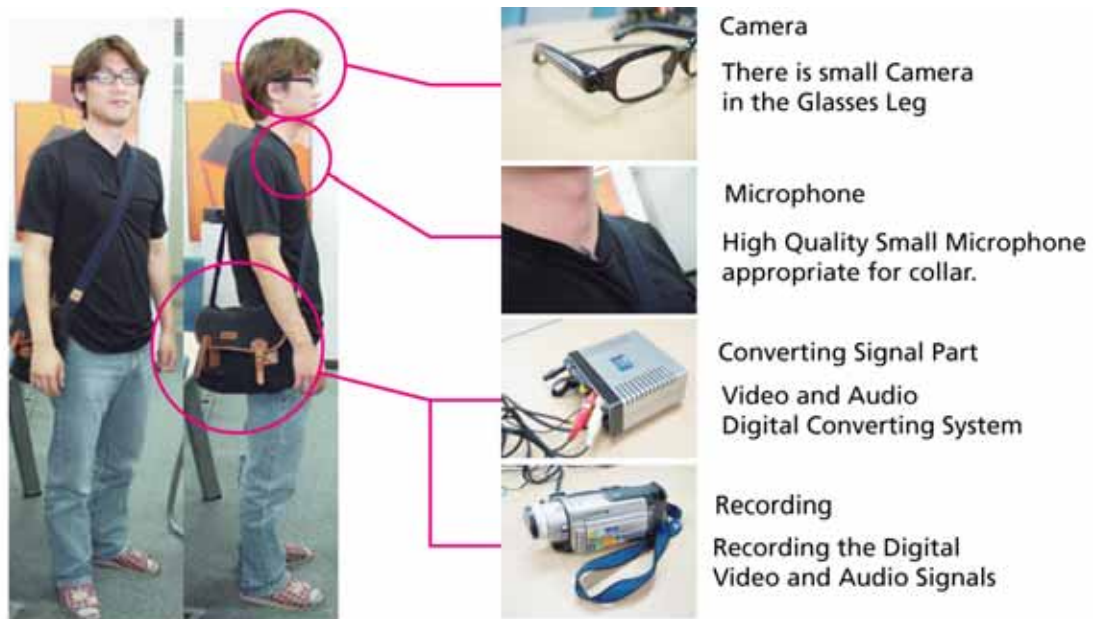 Camera
There is small Camera
in the Glasses Leg
Microphone
High Quality Small Microphone
appropriate for collar.
Converting Signal Part
Video and Audio
Digital Converting System
Recording
Recording the Digital
Video and Audio Signals